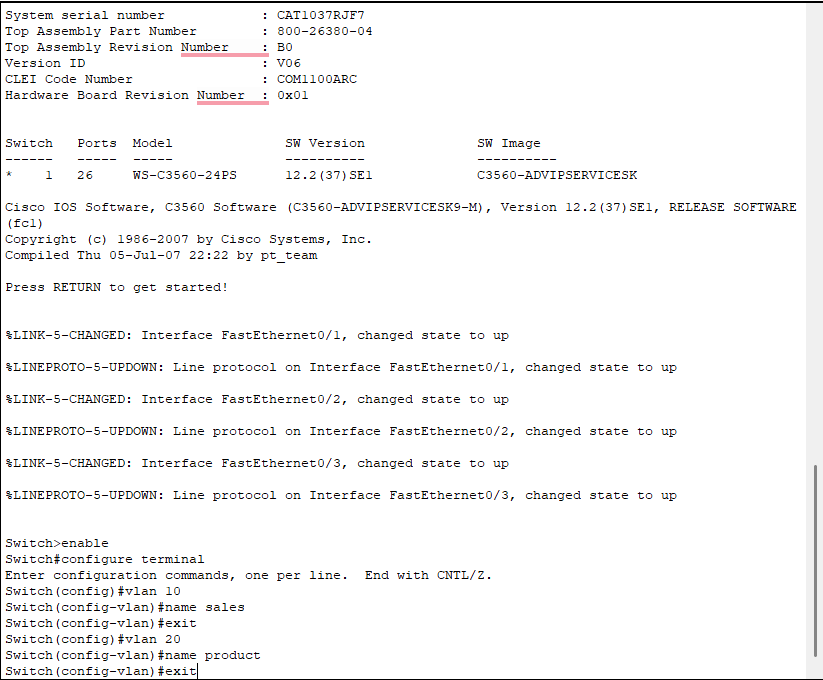 System serial number            : CAT1037RJF7
Top Assembly Part Number        : 800-26380-04
Top Assembly Revision Number    : B0
Version ID                      : V06
CLEI Code Number                : COM1100ARC
Hardware Board Revision Number  : 0x01
Switch   Ports  Model              SW Version              SW Image
------   -----  -----              ----------              ----------
*    1   26     WS-C3560-24PS      12.2(37)SE1             C3560-ADVIPSERVICESK
Cisco IOS Software, C3560 Software (C3560-ADVIPSERVICESK9-M), Version 12.2(37)SE1, RELEASE SOFTWARE
(fc1)
Copyright (c) 1986-2007 by Cisco Systems, Inc.
Compiled Thu 05-Jul-07 22:22 by pt_team
Press RETURN to get started!
%LINK-5-CHANGED: Interface FastEthernet0/1, changed state to up
%LINEPROTO-5-UPDOWN: Line protocol on Interface FastEthernet0/1, changed state to up
%LINK-5-CHANGED: Interface FastEthernet0/2, changed state to up
%LINEPROTO-5-UPDOWN: Line protocol on Interface FastEthernet0/2, changed state to up
%LINK-5-CHANGED: Interface FastEthernet0/3, changed state to up
%LINEPROTO-5-UPDOWN: Line protocol on Interface FastEthernet0/3, changed state to up
Switch>enable
Switch#configure terminal
Enter configuration commands, one per line.  End with CNTL/Z.
Switch(config)#vlan 10
Switch(config-vlan)#name sales
Switch(config-vlan)#exit
Switch(config)#vlan 20
Switch(config-vlan)#name product
Switch(config-vlan)#exit